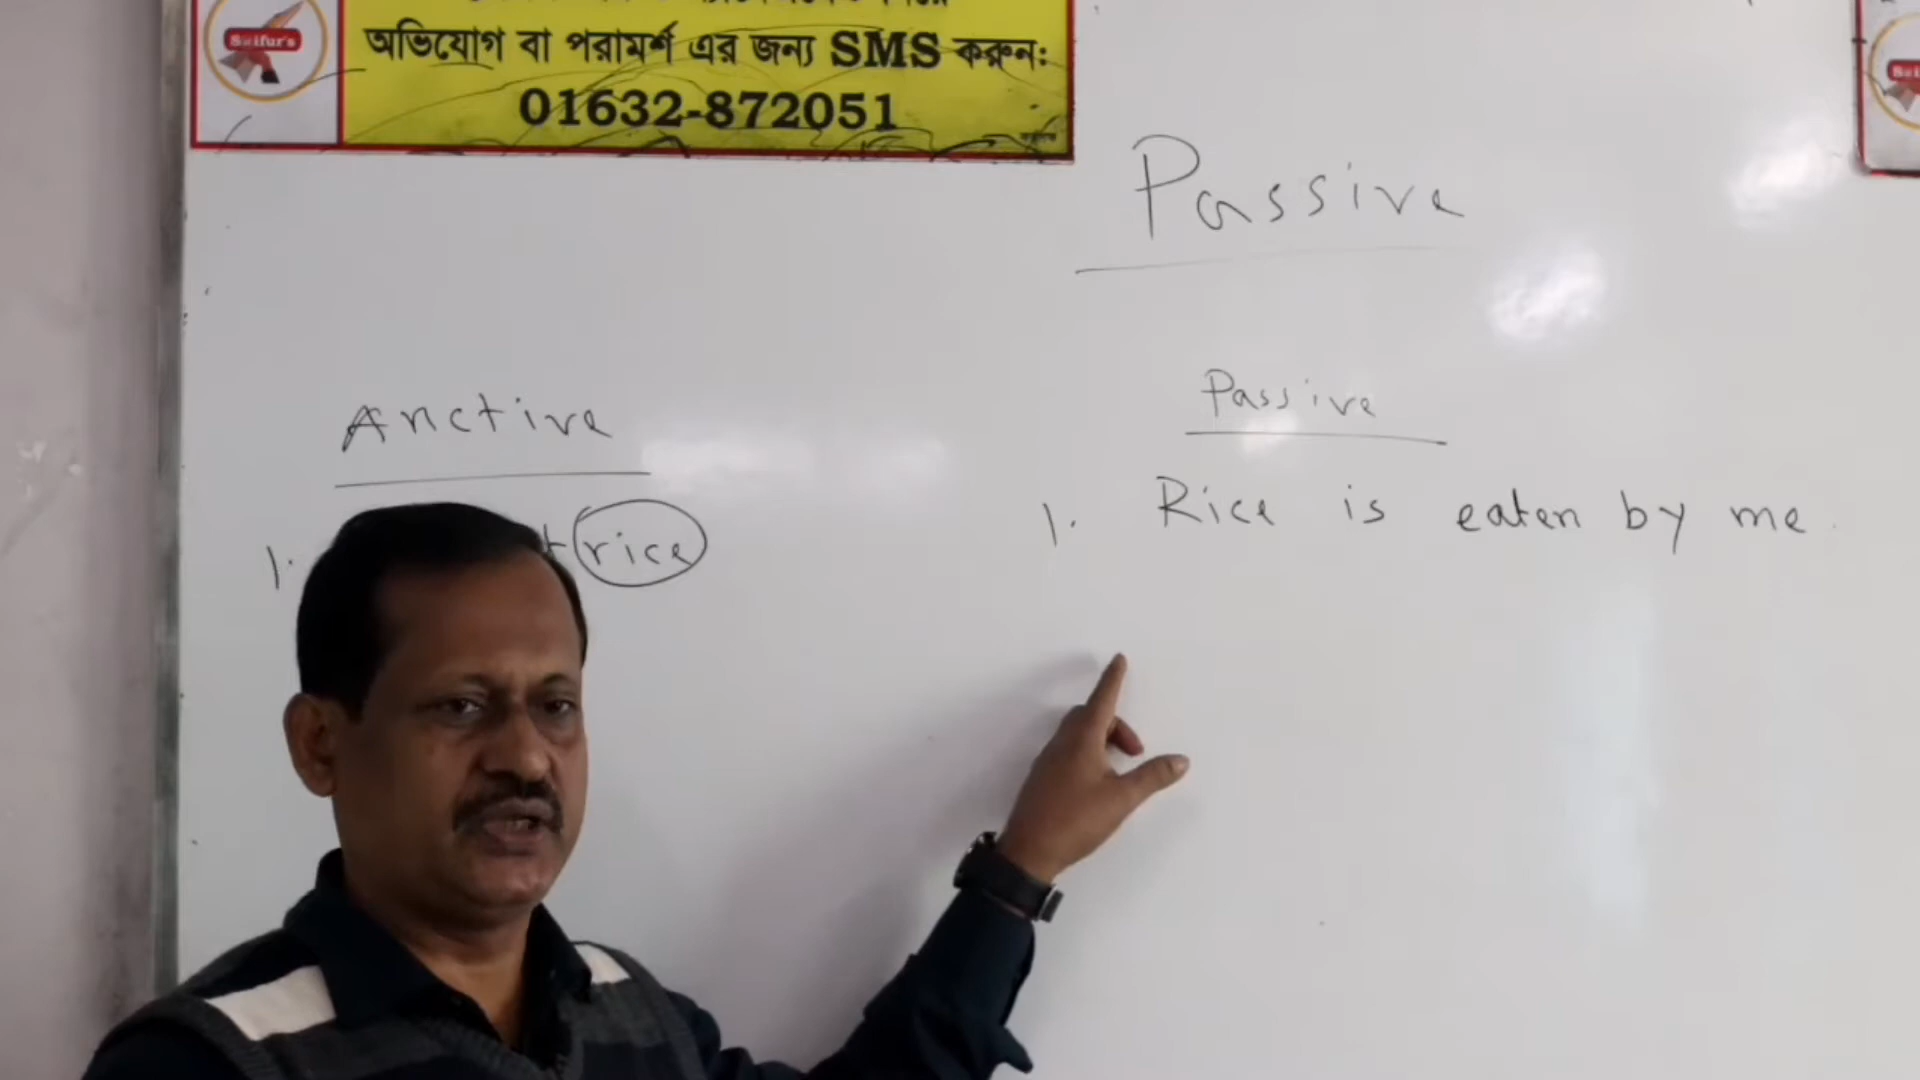 Saifur's
অভিযোগ বা পরামর্শ এর জন্য SMS করুন:
01632-872051
Passive
Anctive
Passive
1. rice
1. Rice is eaten by me.